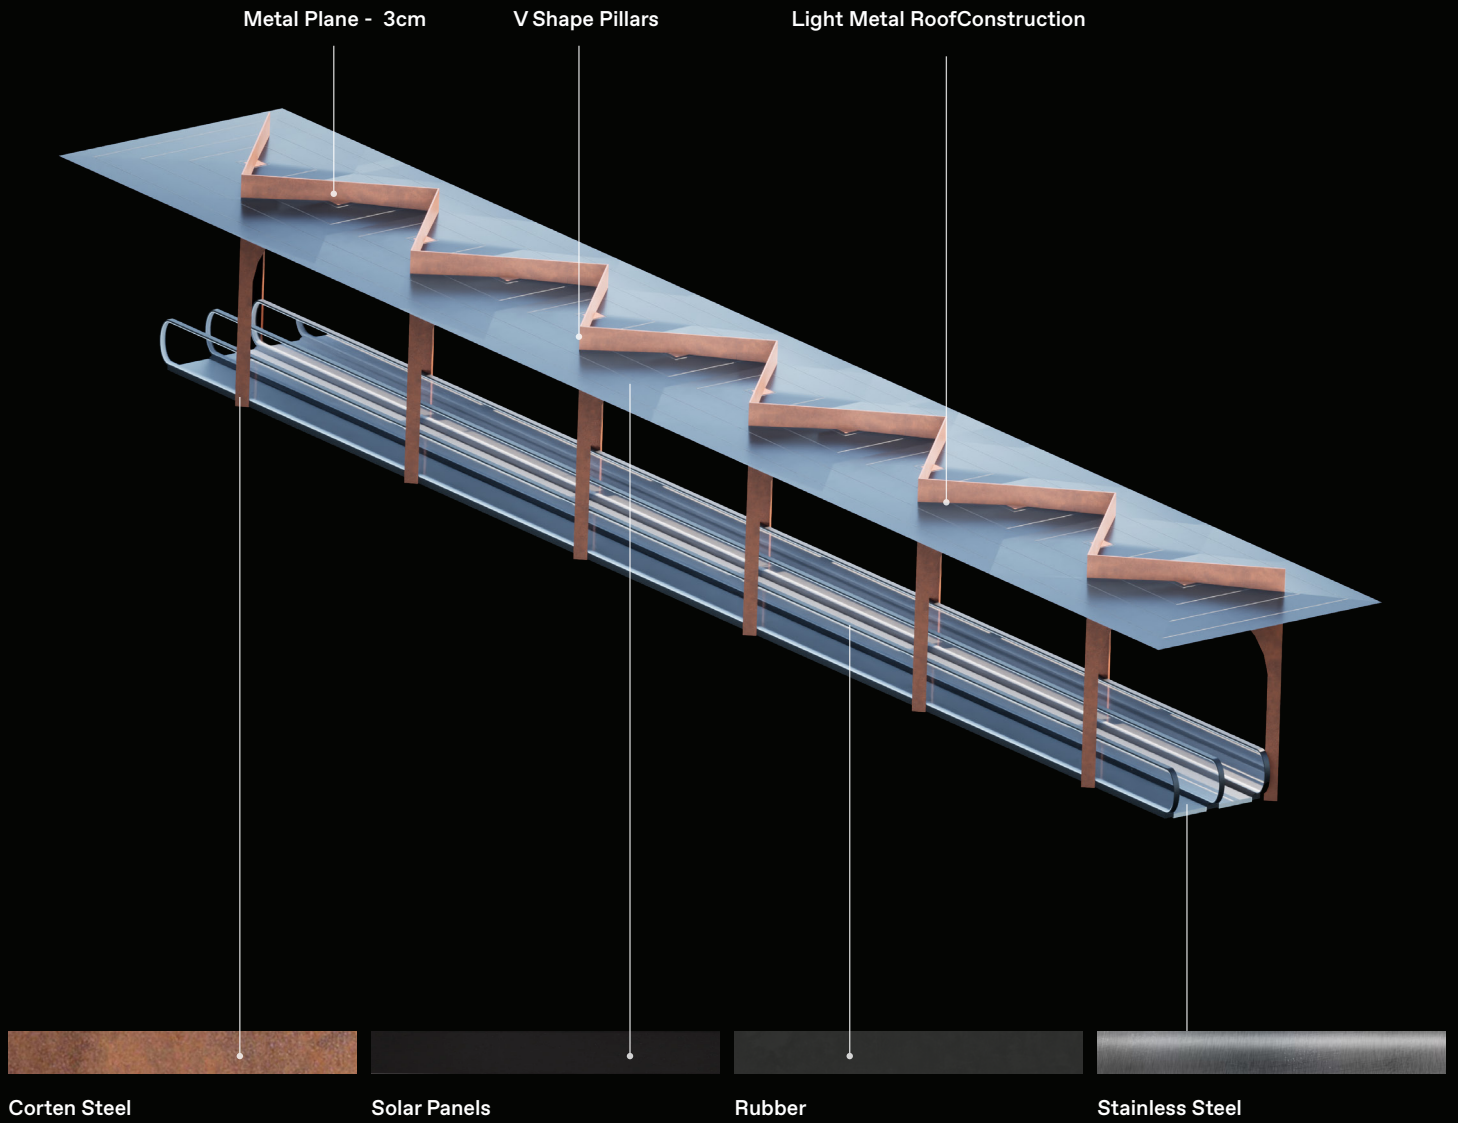 Metal Plane - 3cm
V Shape Pillars
Light Metal RoofConstruction
Corten Steel
Solar Panels
Rubber
Stainless Steel